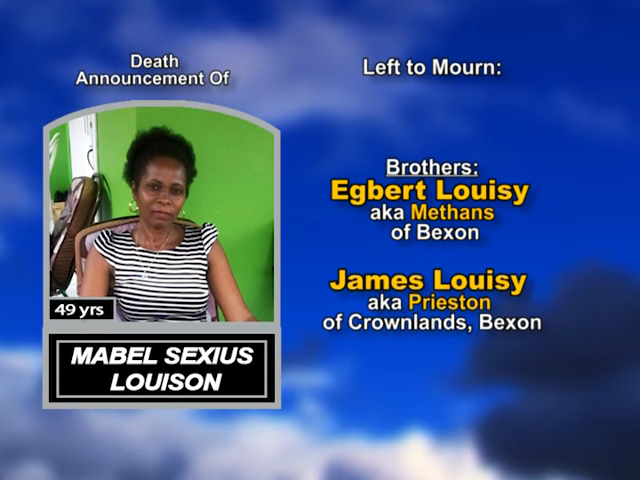 Death
Announcement Of
49 yrs
MABEL SEXIUS
LOUISON
Left to Mourn:
Brothers:
Egbert Louisy
aka Methans
of Bexon
James Louisy
aka Prieston
of Crownlands, Bexon